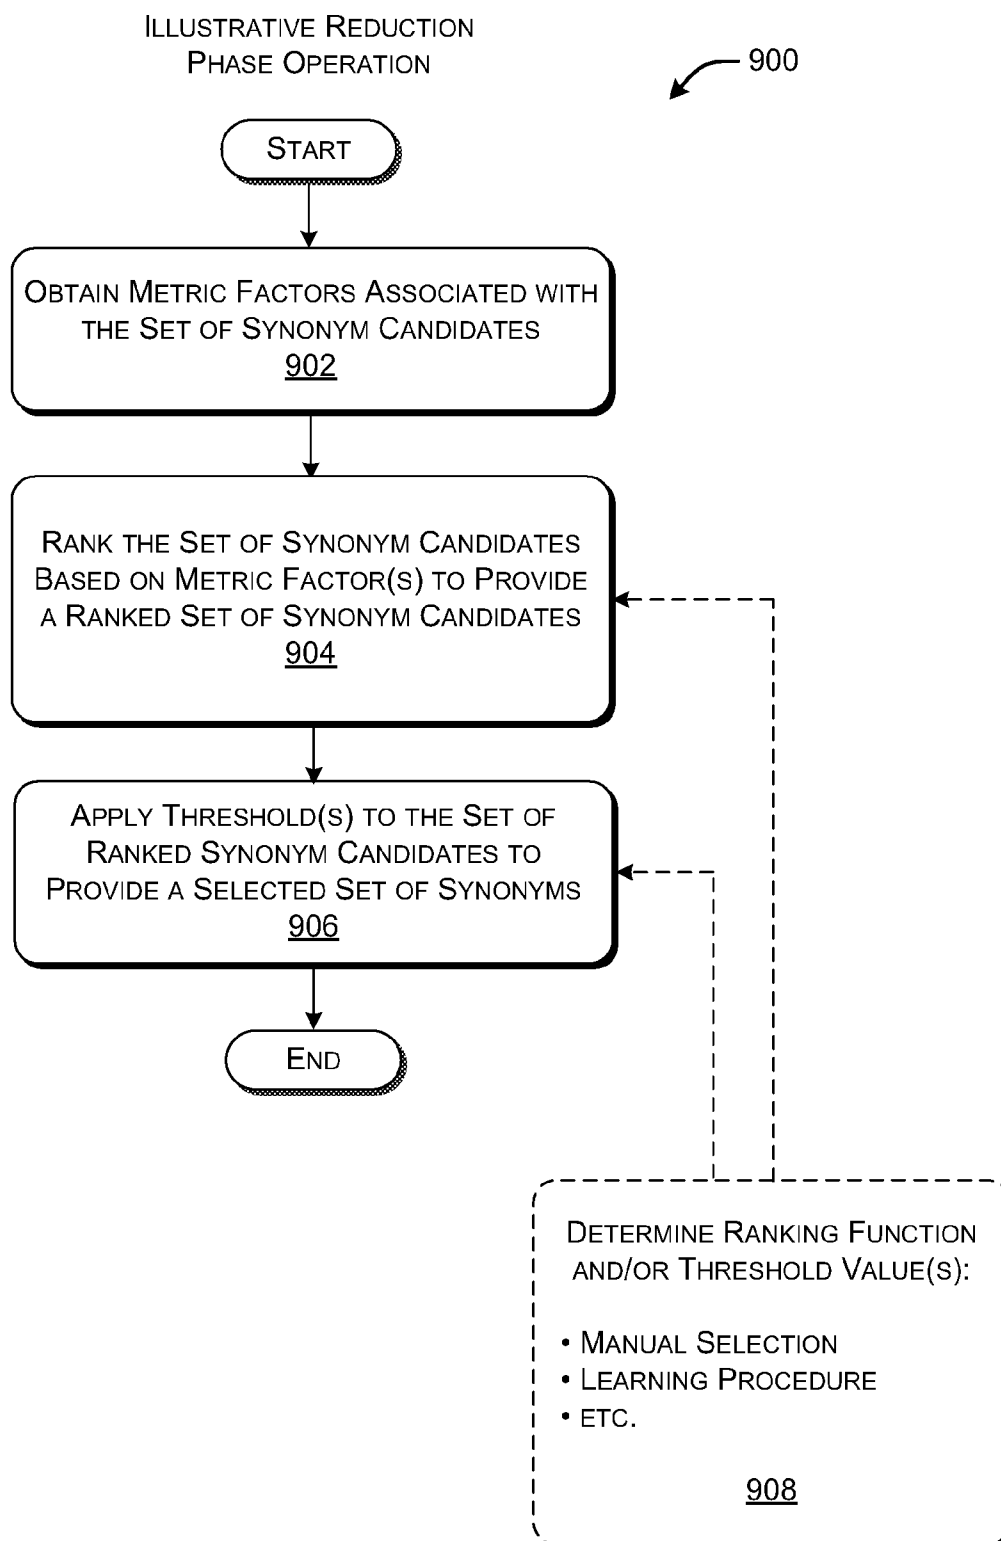 ILLUSTRATIVE REDUCTION
PHASE OPERATION
900
START
OBTAIN METRIC FACTORS ASSOCIATED WITH
THE SET OF SYNONYM CANDIDATES
902
RANK THE SET OF SYNONYM CANDIDATES
BASED ON METRIC FACTOR(S) TO PROVIDE
A RANKED SET OF SYNONYM CANDIDATES
904
APPLY THRESHOLD(S) TO THE SET OF
RANKED SYNONYM CANDIDATES TO
PROVIDE A SELECTED SET OF SYNONYMS
906
END
DETERMINE RANKING FUNCTION
AND/OR THRESHOLD VALUE(S):
• MANUAL SELECTION
• LEARNING PROCEDURE
• ETC.
908